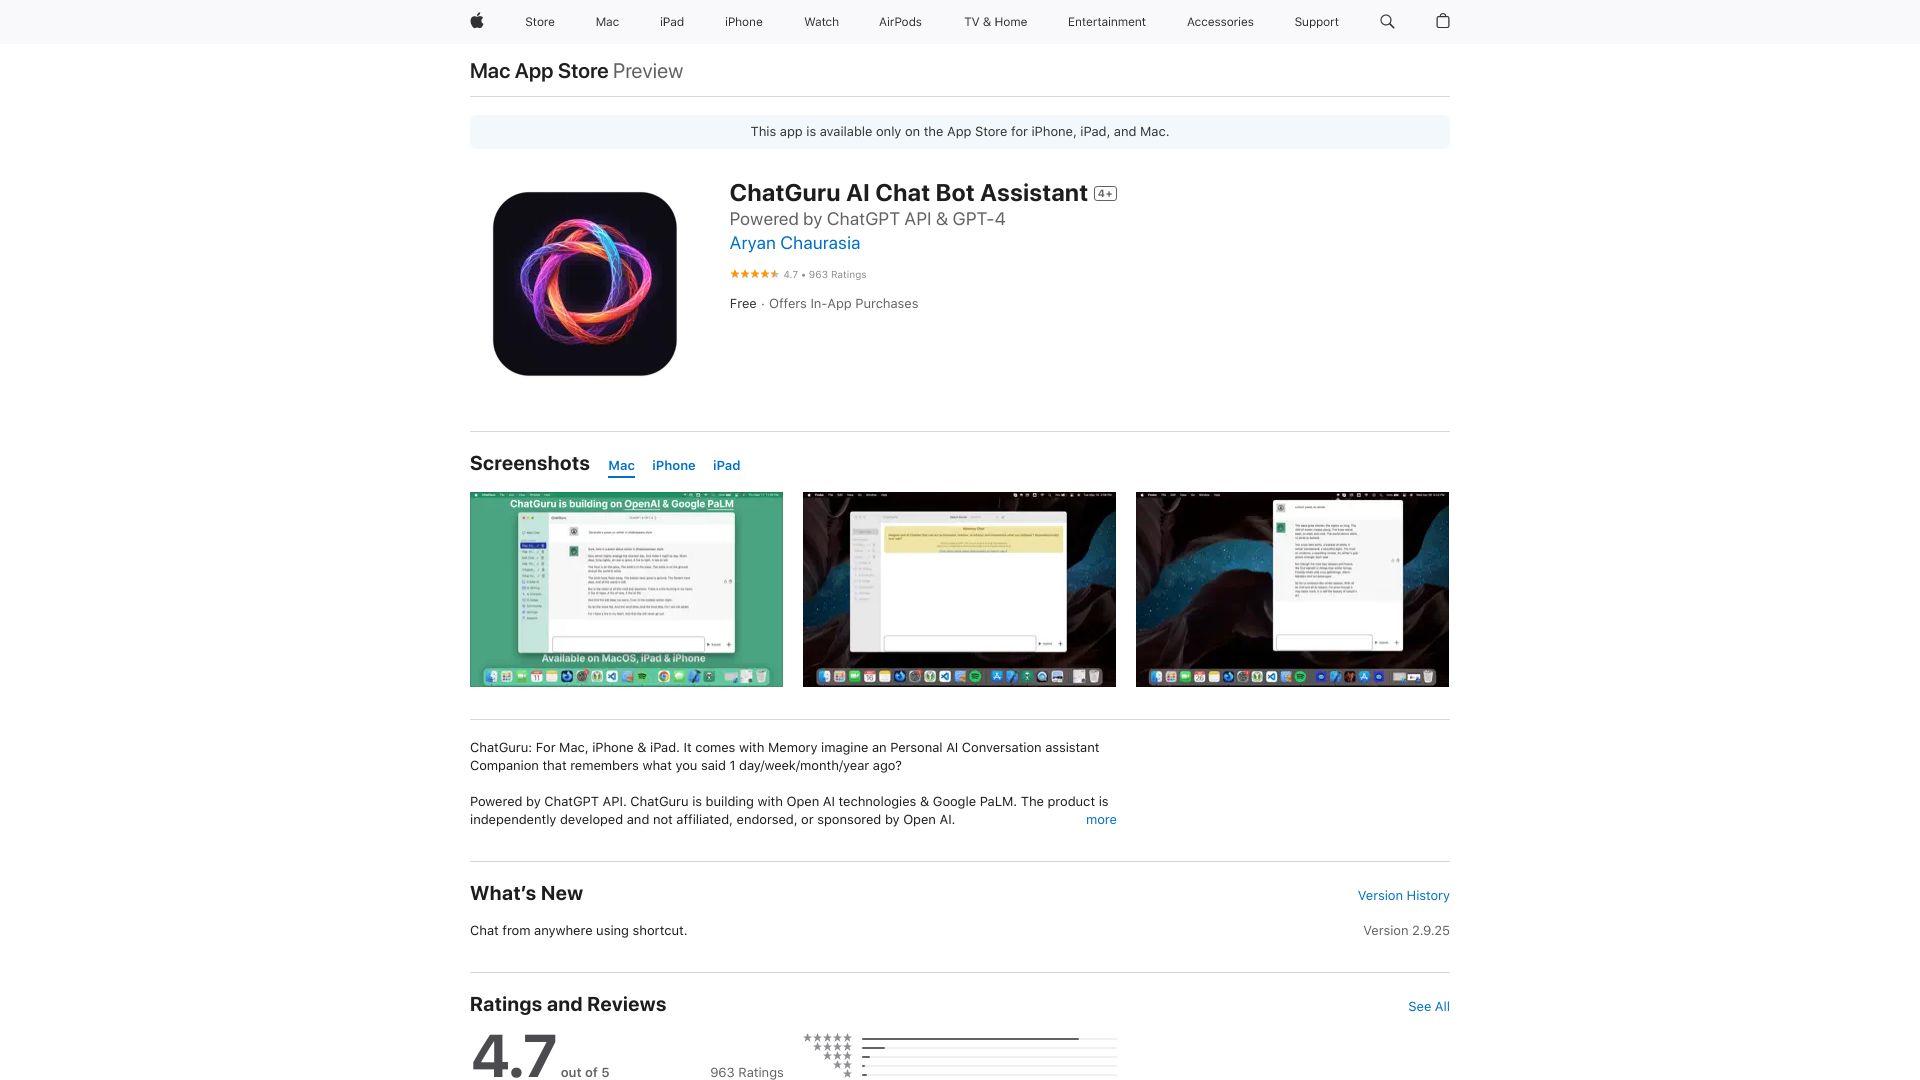 Store Mac iPad iPhone Watch AirPods TV & Home Entertainment Accessories Support
Mac App Store Preview
This app is available only on the App Store for iPhone, iPad, and Mac.
ChatGuru AI Chat Bot Assistant 4+
Powered by ChatGPT API & GPT-4
Aryan Chaurasia
4.7 • 963 Ratings
Free · Offers In-App Purchases
Screenshots Mac iPhone iPad
ChatGuru is building on OpenAI & Google PaLM
Available on MacOS, iPad & iPhone
ChatGuru: For Mac, iPhone & iPad. It comes with Memory imagine an Personal AI Conversation assistant
Companion that remembers what you said 1 day/week/month/year ago?
Powered by ChatGPT API. ChatGuru is building with Open AI technologies & Google PaLM. The product is
independently developed and not affiliated, endorsed, or sponsored by Open AI. more
What’s New Version History
Chat from anywhere using shortcut. Version 2.9.25
Ratings and Reviews See All
4.7 out of 5 963 Ratings